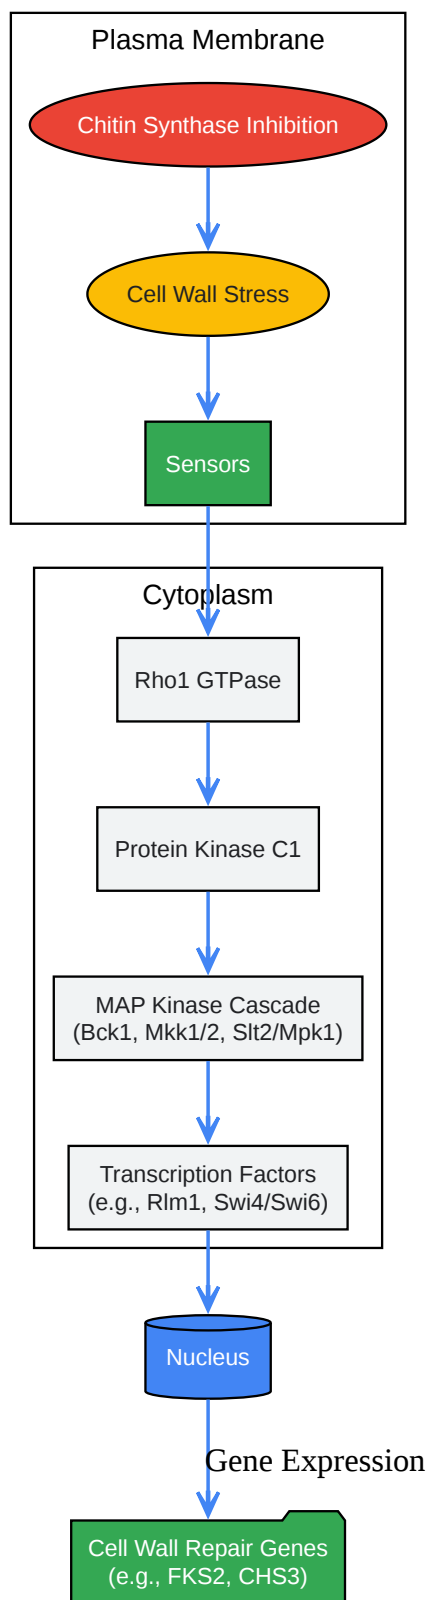 Plasma Membrane
Chitin Synthase Inhibition
Cell Wall Stress
Sensors
Cytoplasm
Rho1 GTPase
Protein Kinase C1
MAP Kinase Cascade
(Bck1, Mkk1/2, Slt2/Mpk1)
Transcription Factors
(e.g., Rlm1, Swi4/Swi6)
Nucleus
Gene Expression
Cell Wall Repair Genes
(e.g., FKS2, CHS3)